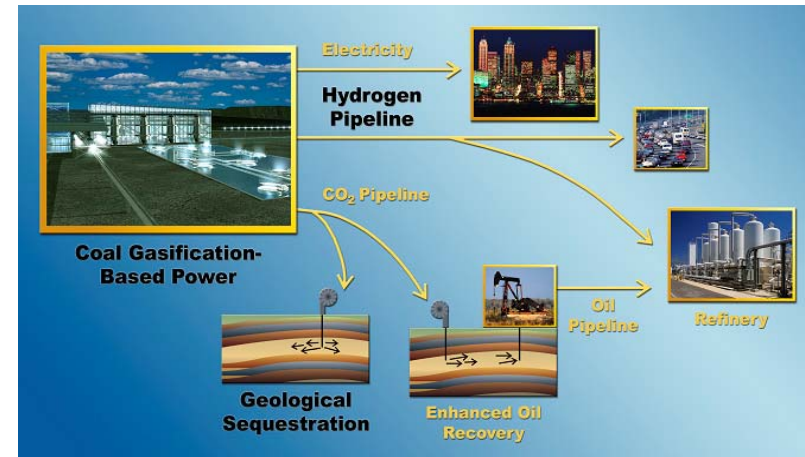 Electricity
Hydrogen
Pipeline
CO₂ Pipeline
Coal Gasification-
Based Power
Oil
Pipeline
Refinery
Geological
Sequestration
Enhanced Oil
Recovery